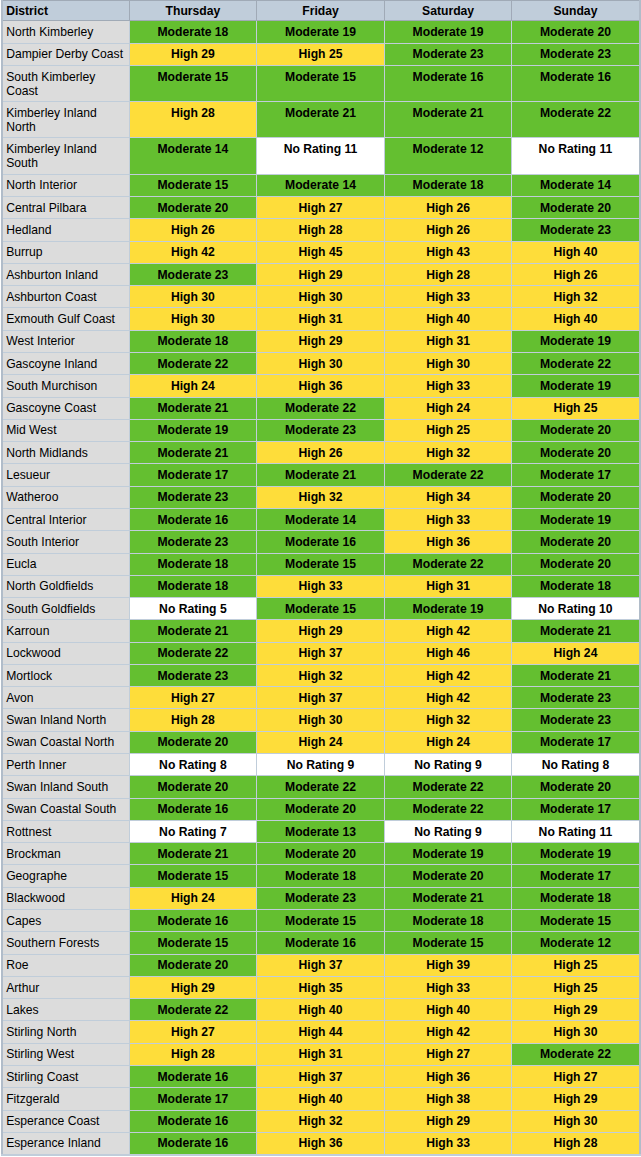 District Thursday Friday Saturday Sunday
North Kimberley Moderate 18 Moderate 19 Moderate 19 Moderate 20
Dampier Derby Coast High 29 High 25 Moderate 23 Moderate 23
South Kimberley Moderate 15 Moderate 15 Moderate 16 Moderate 16
Coast
Kimberley Inland High 28 Moderate 21 Moderate 21 Moderate 22
North
Kimberley Inland Moderate 14 No Rating 11 Moderate 12 No Rating 11
South
North Interior Moderate 15 Moderate 14 Moderate 18 Moderate 14
Central Pilbara Moderate 20 High 27 High 26 Moderate 20
Hedland High 26 High 28 High 26 Moderate 23
Burrup High 42 High 45 High 43 High 40
Ashburton Inland Moderate 23 High 29 High 28 High 26
Ashburton Coast High 30 High 30 High 33 High 32
Exmouth Gulf Coast High 30 High 31 High 40 High 40
West Interior Moderate 18 High 29 High 31 Moderate 19
Gascoyne Inland Moderate 22 High 30 High 30 Moderate 22
South Murchison High 24 High 36 High 33 Moderate 19
Gascoyne Coast Moderate 21 Moderate 22 High 24 High 25
Mid West Moderate 19 Moderate 23 High 25 Moderate 20
North Midlands Moderate 21 High 26 High 32 Moderate 20
Lesueur Moderate 17 Moderate 21 Moderate 22 Moderate 17
Watheroo Moderate 23 High 32 High 34 Moderate 20
Central Interior Moderate 16 Moderate 14 High 33 Moderate 19
South Interior Moderate 23 Moderate 16 High 36 Moderate 20
Eucla Moderate 18 Moderate 15 Moderate 22 Moderate 20
North Goldfields Moderate 18 High 33 High 31 Moderate 18
South Goldfields No Rating 5 Moderate 15 Moderate 19 No Rating 10
Karroun Moderate 21 High 29 High 42 Moderate 21
Lockwood Moderate 22 High 37 High 46 High 24
Mortlock Moderate 23 High 32 High 42 Moderate 21
Avon High 27 High 37 High 42 Moderate 23
Swan Inland North High 28 High 30 High 32 Moderate 23
Swan Coastal North Moderate 20 High 24 High 24 Moderate 17
Perth Inner No Rating 8 No Rating 9 No Rating 9 No Rating 8
Swan Inland South Moderate 20 Moderate 22 Moderate 22 Moderate 20
Swan Coastal South Moderate 16 Moderate 20 Moderate 22 Moderate 17
Rottnest No Rating 7 Moderate 13 No Rating 9 No Rating 11
Brockman Moderate 21 Moderate 20 Moderate 19 Moderate 19
Geographe Moderate 15 Moderate 18 Moderate 20 Moderate 17
Blackwood High 24 Moderate 23 Moderate 21 Moderate 18
Capes Moderate 16 Moderate 15 Moderate 18 Moderate 15
Southern Forests Moderate 15 Moderate 16 Moderate 15 Moderate 12
Roe Moderate 20 High 37 High 39 High 25
Arthur High 29 High 35 High 33 High 25
Lakes Moderate 22 High 40 High 40 High 29
Stirling North High 27 High 44 High 42 High 30
Stirling West High 28 High 31 High 27 Moderate 22
Stirling Coast Moderate 16 High 37 High 36 High 27
Fitzgerald Moderate 17 High 40 High 38 High 29
Esperance Coast Moderate 16 High 32 High 29 High 30
Esperance Inland Moderate 16 High 36 High 33 High 28